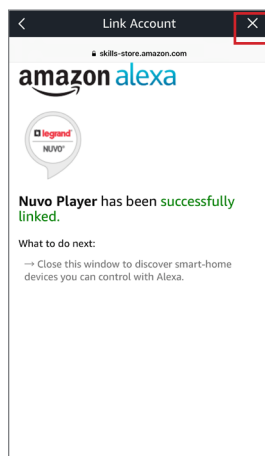 Link Account
skills-store.amazon.com
amazon alexa
legrand
NUVO®
Nuvo Player has been successfully
linked.
What to do next:
→ Close this window to discover smart-home
devices you can control with Alexa.